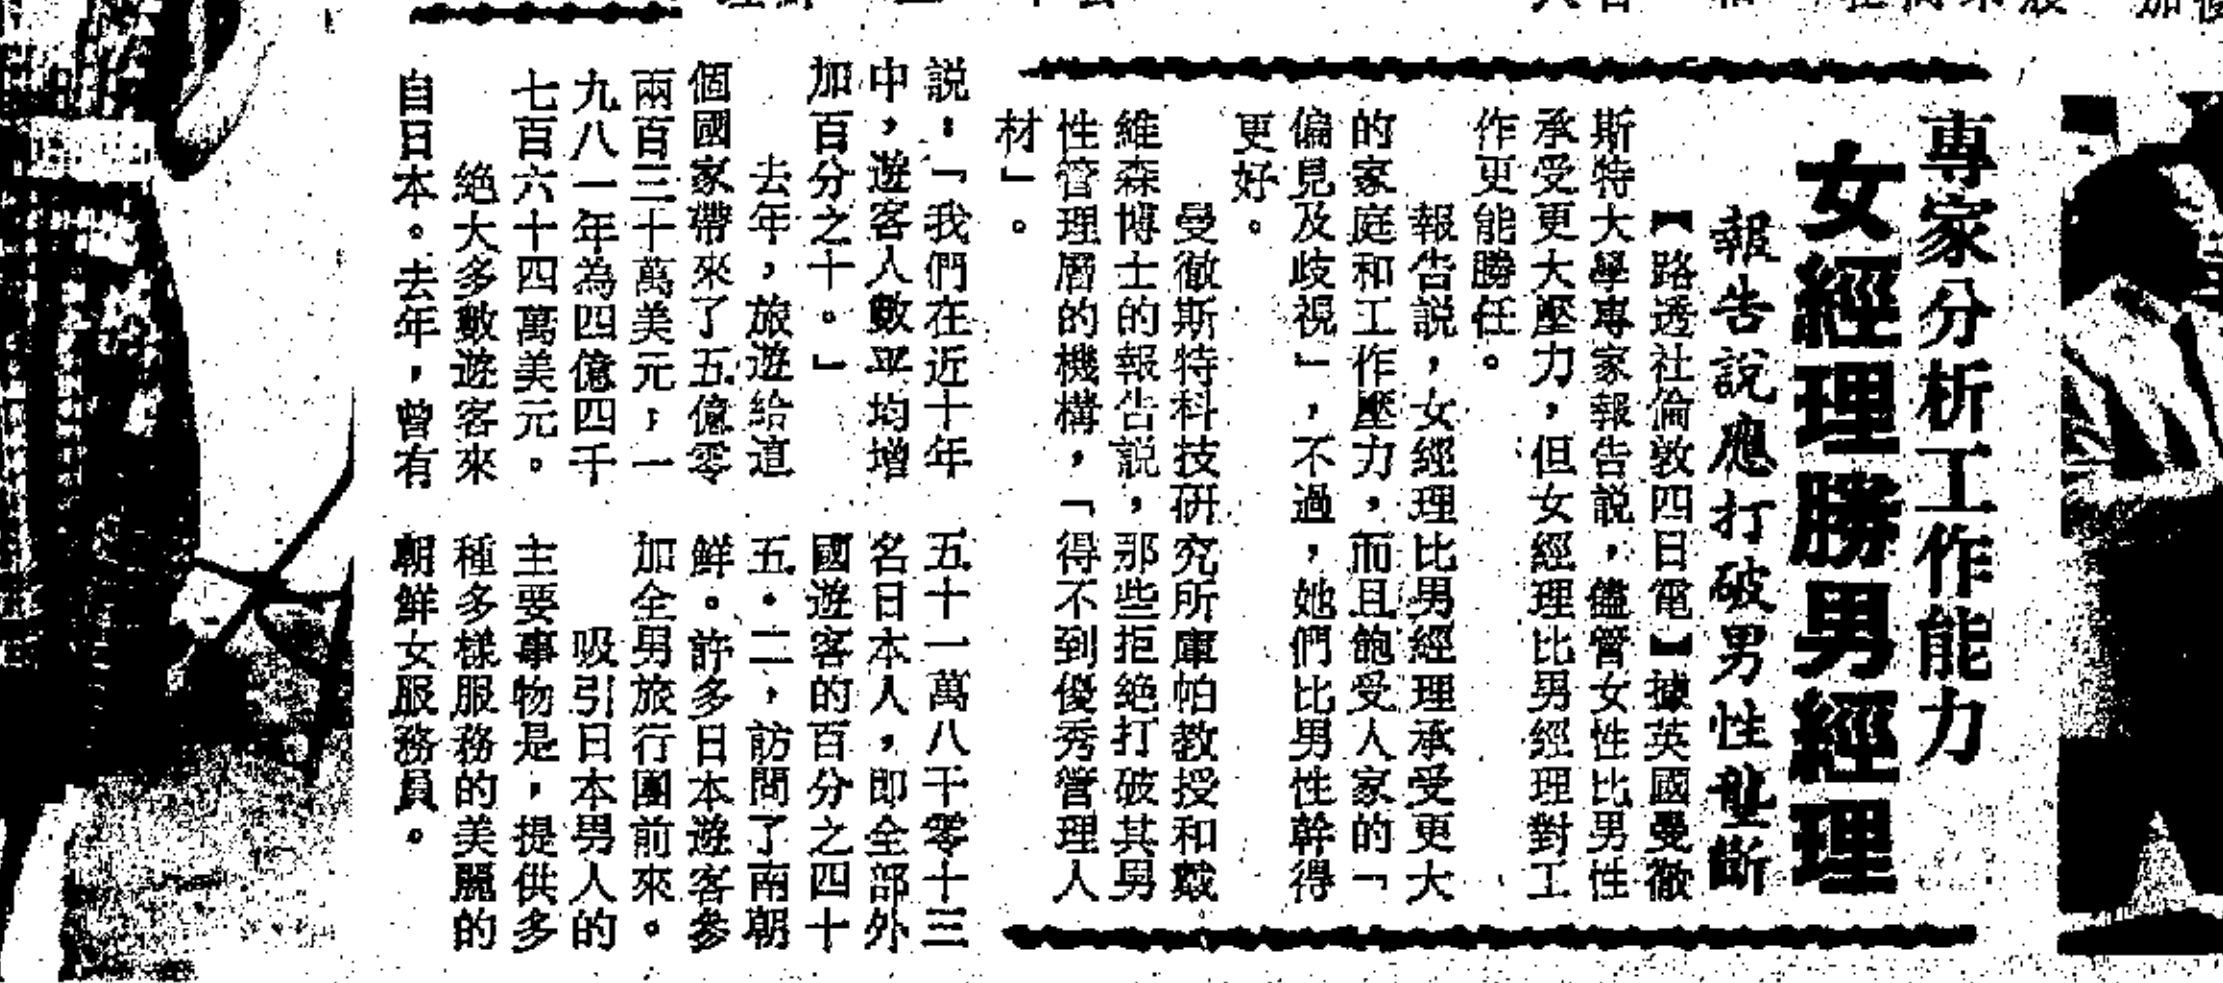 專家分析工作能力
女經理勝男經理
報告說應打破男性壟斷
【路透社倫敦四日電】據英國曼徹
斯特大學專家報告説，儘管女性比男性
承受更大壓力，但女經理比男經理對工
作更能勝任。
報告説，女經理比男經理承受更大
的家庭和工作壓力，而且飽受人家的「
偏見及歧視」，不過，她們比男性幹得
更好。
曼徹斯特科技研究所庫帕教授和戴
維森博士的報告説，那些拒絕打破其男
性管理層的機構，「得不到優秀管理人
材」。
説：「我們在近十年
中，遊客人數平均增
加百分之十。」
去年，旅遊給這
個國家帶來了五億零
兩百三十萬美元，一
九八一年為四億四千
七百六十四萬美元。
絕大多數遊客來
自日本。去年，曾有
五十一萬八千零十三
名日本人，即全部外
國遊客的百分之四十
五．二，訪問了南朝
鮮。許多日本遊客參
加全男旅行團前來。
吸引日本男人的
主要事物是，提供多
種多樣服務的美麗的
朝鮮女服務員。